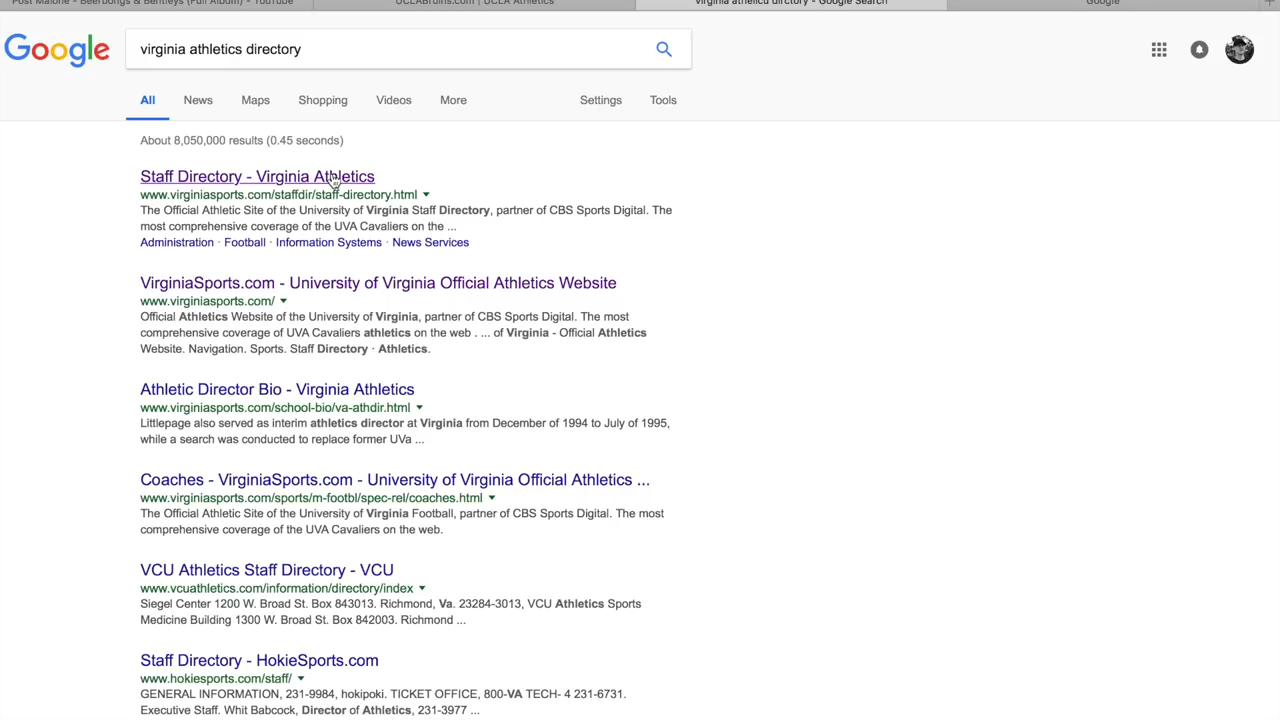 Post Malone - Beerbongs & Bentleys (Full Album) - YouTube
UCLABruins.com | UCLA Athletics
virginia atheltcd dirctory - Google Search
Google
Google
virginia athletics directory
All News Maps Shopping Videos More Settings Tools
About 8,050,000 results (0.45 seconds)
Staff Directory - Virginia Athletics
www.virginiasports.com/staffdir/staff-directory.html
The Official Athletic Site of the University of Virginia Staff Directory, partner of CBS Sports Digital. The
most comprehensive coverage of the UVA Cavaliers on the ...
Administration · Football · Information Systems · News Services
VirginiaSports.com - University of Virginia Official Athletics Website
www.virginiasports.com/
Official Athletics Website of the University of Virginia, partner of CBS Sports Digital. The most
comprehensive coverage of UVA Cavaliers athletics on the web . ... of Virginia - Official Athletics
Website. Navigation. Sports. Staff Directory · Athletics.
Athletic Director Bio - Virginia Athletics
www.virginiasports.com/school-bio/va-athdir.html
Littlepage also served as interim athletics director at Virginia from December of 1994 to July of 1995,
while a search was conducted to replace former UVa ...
Coaches - VirginiaSports.com - University of Virginia Official Athletics ...
www.virginiasports.com/sports/m-footbl/spec-rel/coaches.html
The Official Athletic Site of the University of Virginia Football, partner of CBS Sports Digital. The most
comprehensive coverage of the UVA Cavaliers on the web.
VCU Athletics Staff Directory - VCU
www.vcuathletics.com/information/directory/index
Siegel Center 1200 W. Broad St. Box 843013. Richmond, Va. 23284-3013, VCU Athletics Sports
Medicine Building 1300 W. Broad St. Box 842003. Richmond ...
Staff Directory - HokieSports.com
www.hokiesports.com/staff/
GENERAL INFORMATION, 231-9984, hokipoki. TICKET OFFICE, 800-VA TECH- 4 231-6731.
Executive Staff. Whit Babcock, Director of Athletics, 231-3977 ...